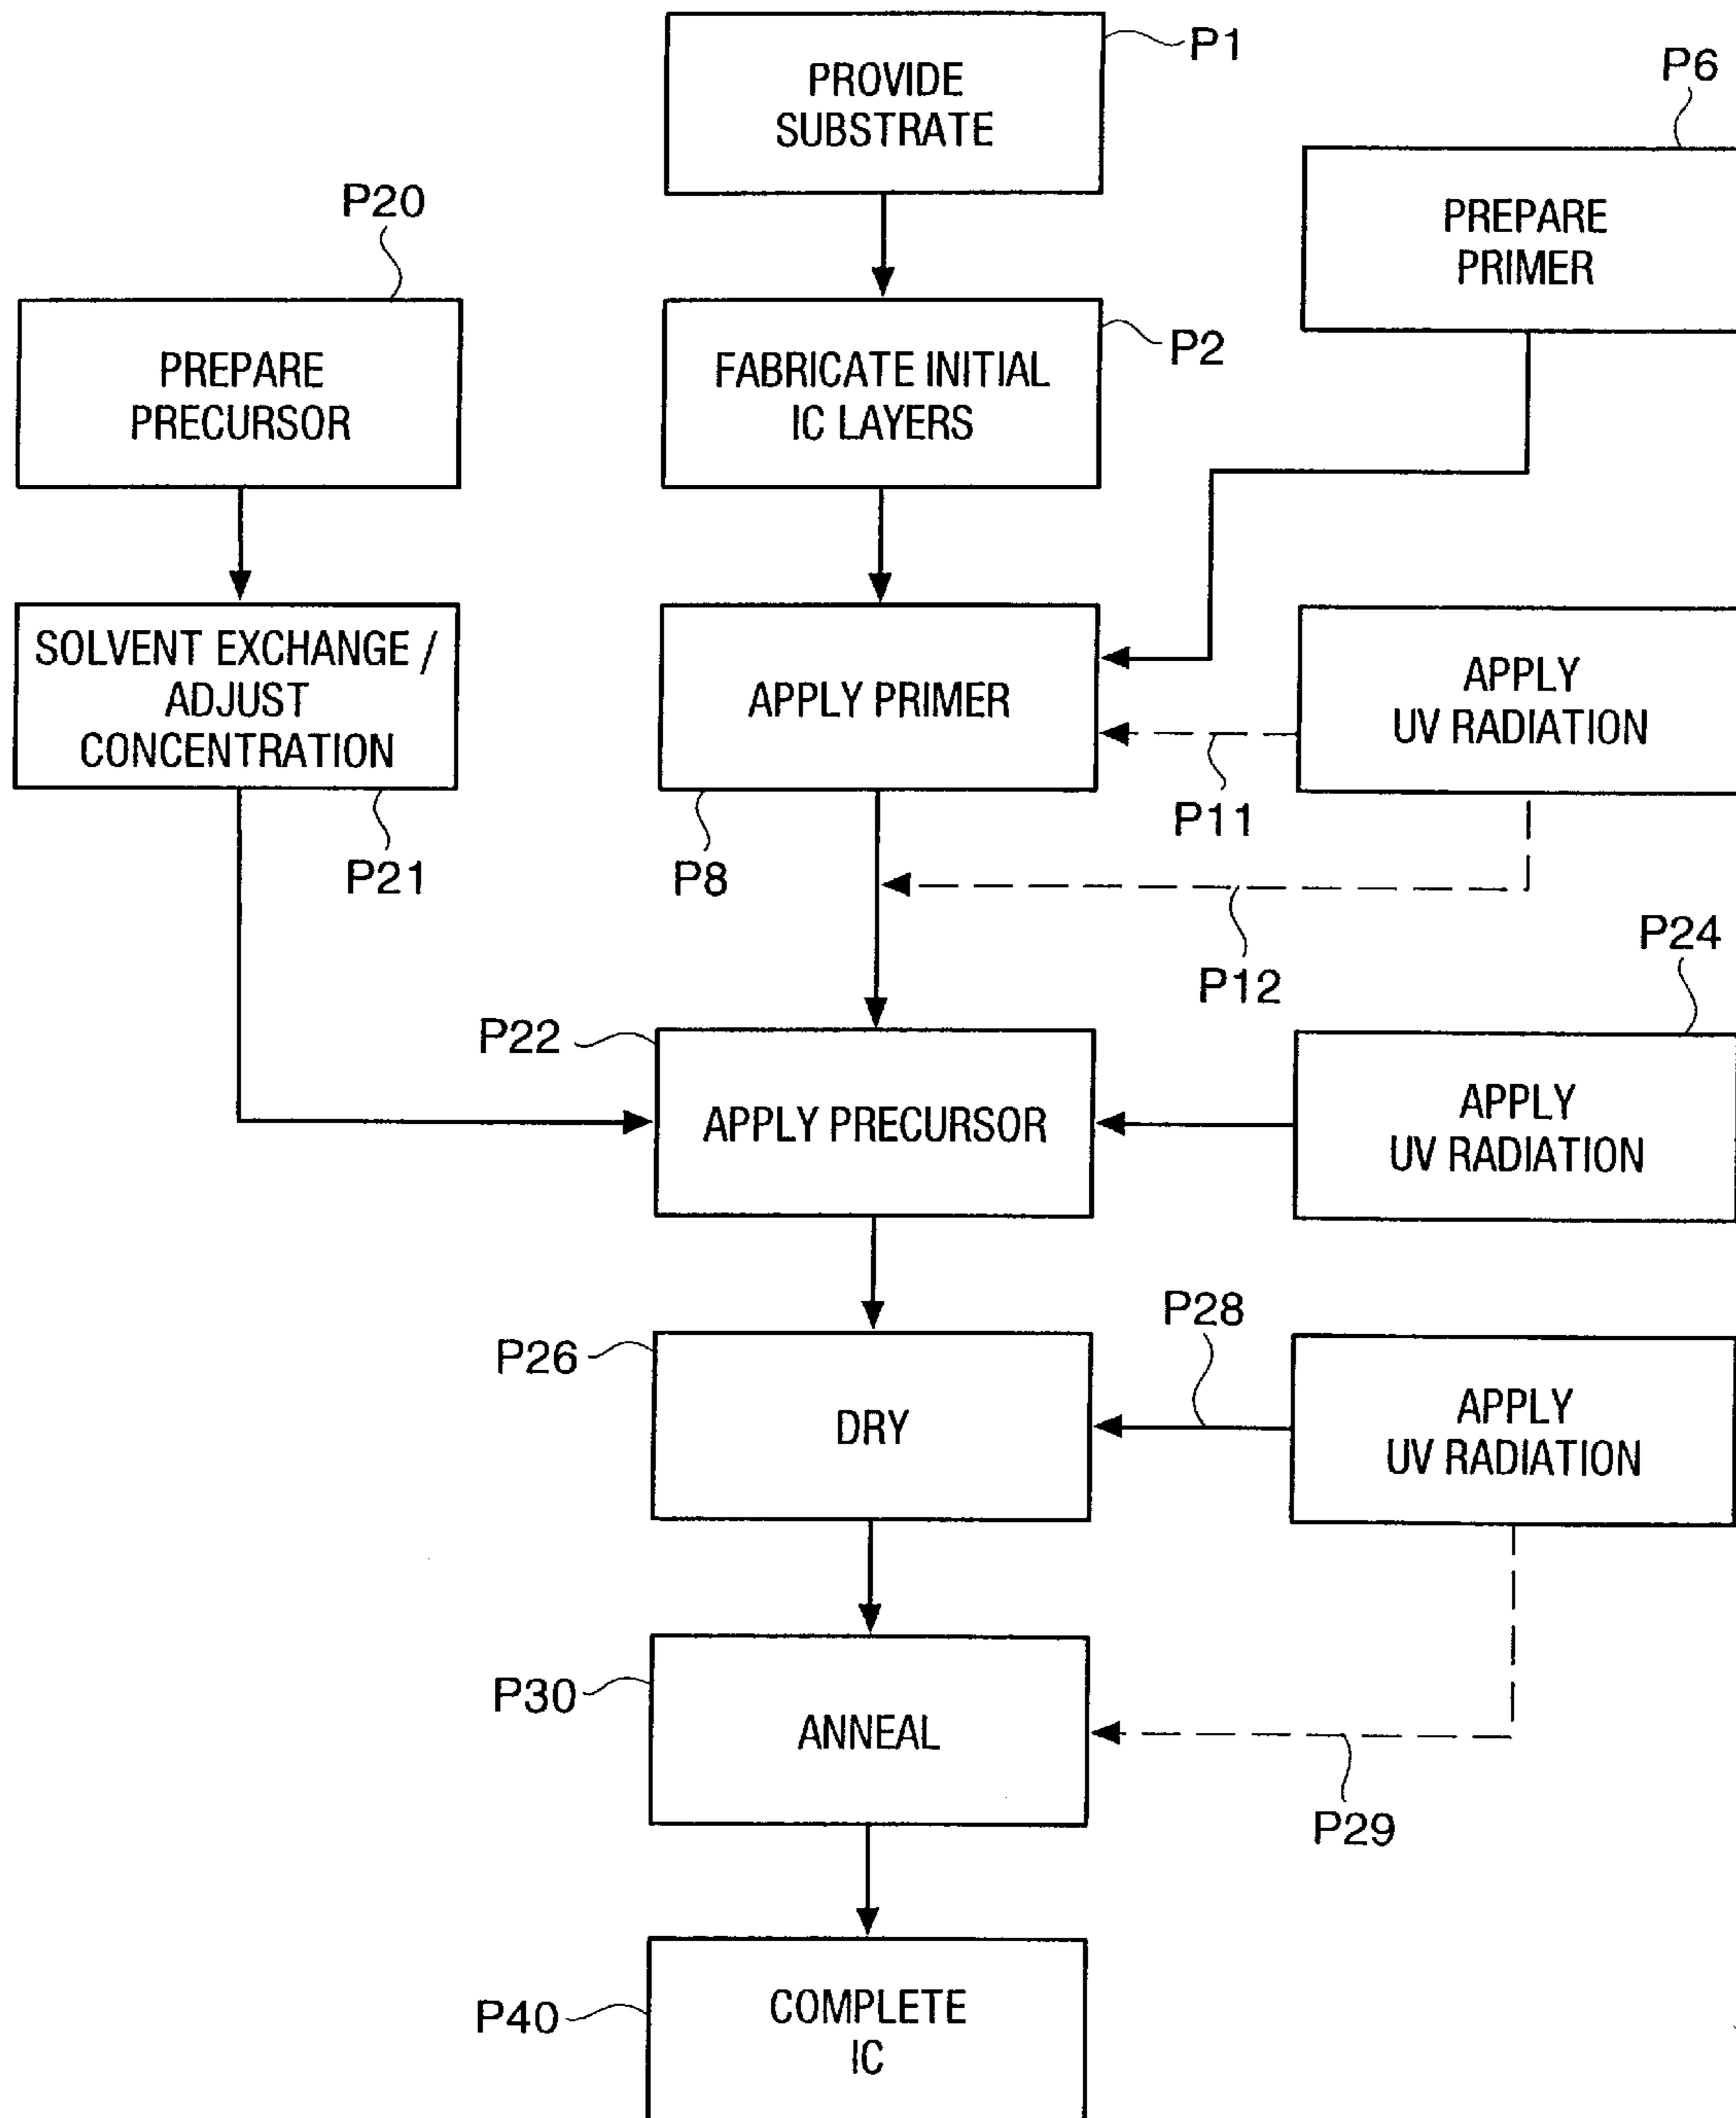 P1
PROVIDE
SUBSTRATE
P6
PREPARE
PRIMER
P20
PREPARE
PRECURSOR
P2
FABRICATE INITIAL
IC LAYERS
SOLVENT EXCHANGE /
ADJUST
CONCENTRATION
P21
APPLY PRIMER
P8
APPLY
UV RADIATION
P11
P12
P24
P22
APPLY PRECURSOR
APPLY
UV RADIATION
P28
P26
DRY
APPLY
UV RADIATION
P30
ANNEAL
P29
P40
COMPLETE
IC